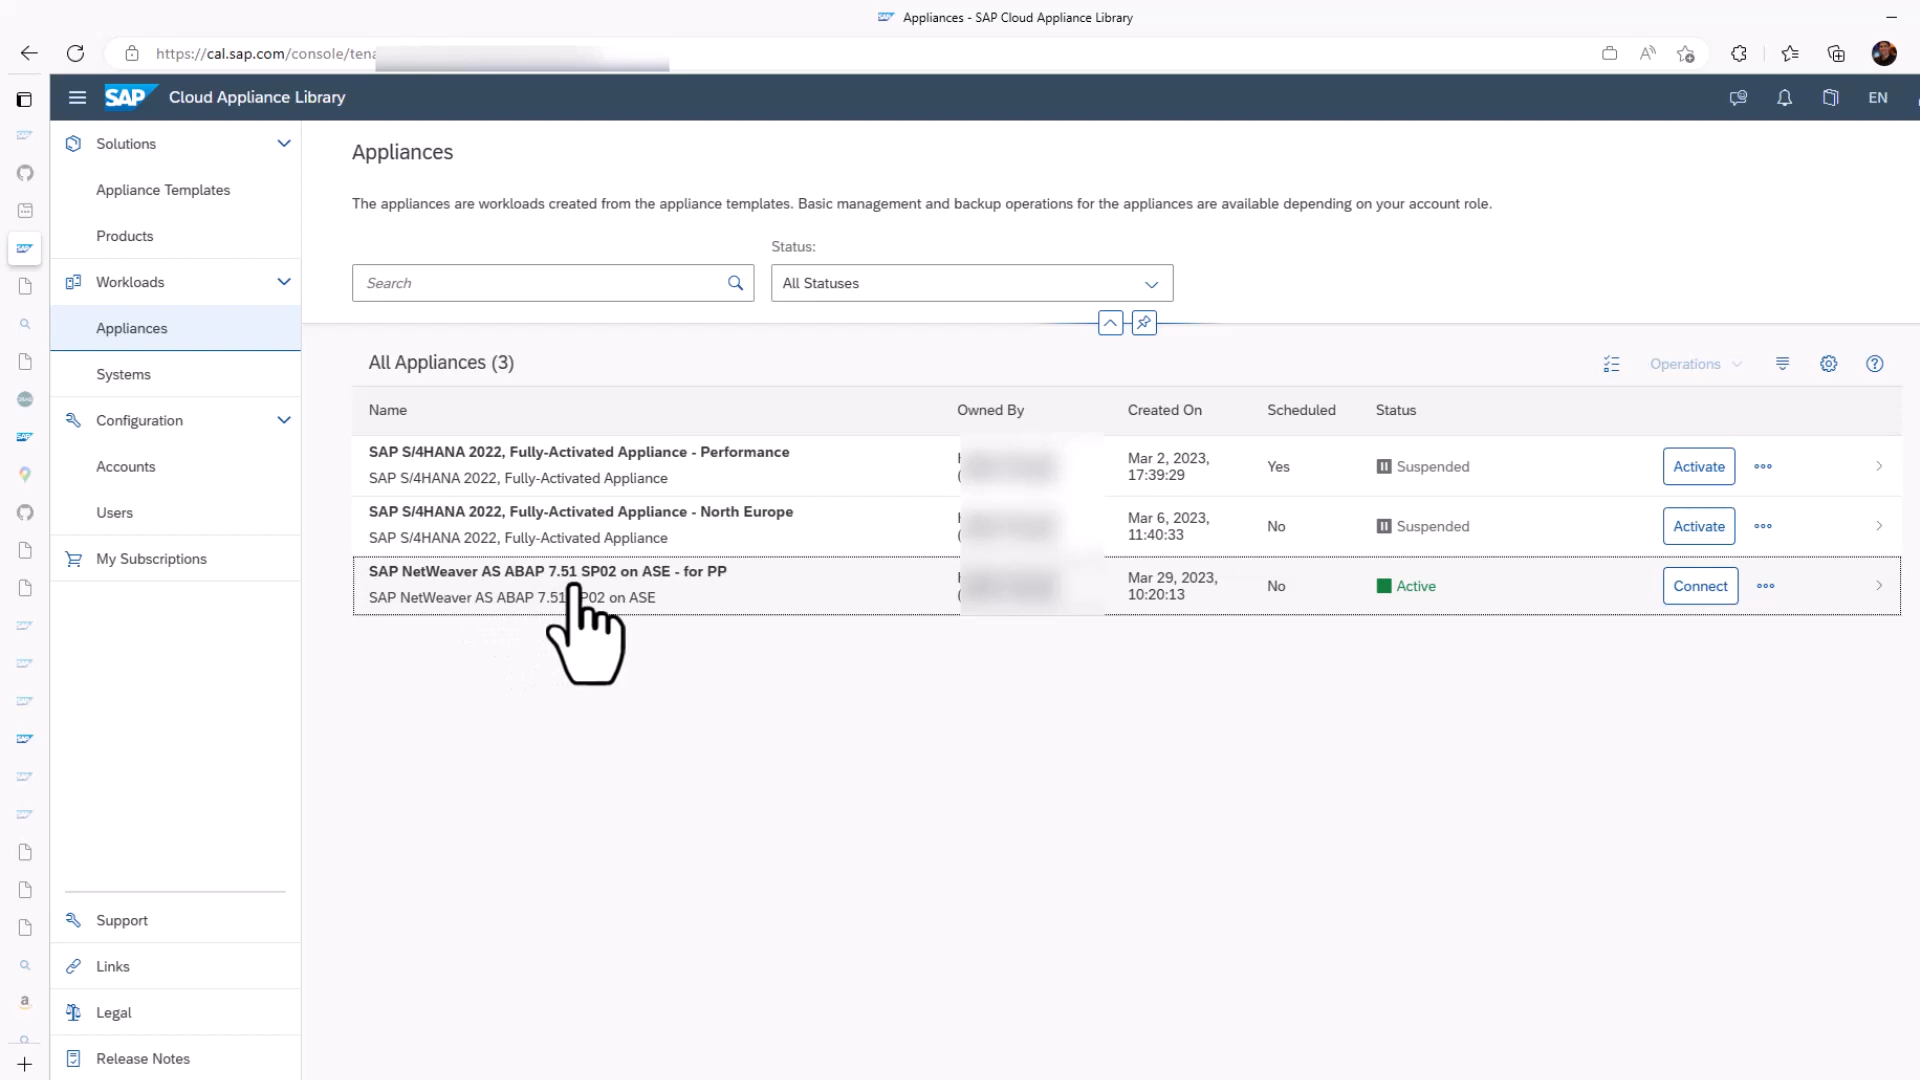 Appliances - SAP Cloud Appliance Library
https://cal.sap.com/console/tena
SAP Cloud Appliance Library
EN
Solutions
Appliance Templates
Products
Workloads
Appliances
Systems
Configuration
Accounts
Users
My Subscriptions
Support
Links
Legal
Release Notes
Appliances
The appliances are workloads created from the appliance templates. Basic management and backup operations for the appliances are available depending on your account role.
Status:
Search
All Statuses
All Appliances (3)
Operations
Name Owned By Created On Scheduled Status
SAP S/4HANA 2022, Fully-Activated Appliance - Performance
SAP S/4HANA 2022, Fully-Activated Appliance
Mar 2, 2023,
17:39:29
Yes
Suspended
Activate
SAP S/4HANA 2022, Fully-Activated Appliance - North Europe
SAP S/4HANA 2022, Fully-Activated Appliance
Mar 6, 2023,
11:40:33
No
Suspended
Activate
SAP NetWeaver AS ABAP 7.51 SP02 on ASE - for PP
SAP NetWeaver AS ABAP 7.51 P02 on ASE
Mar 29, 2023,
10:20:13
No
Active
Connect